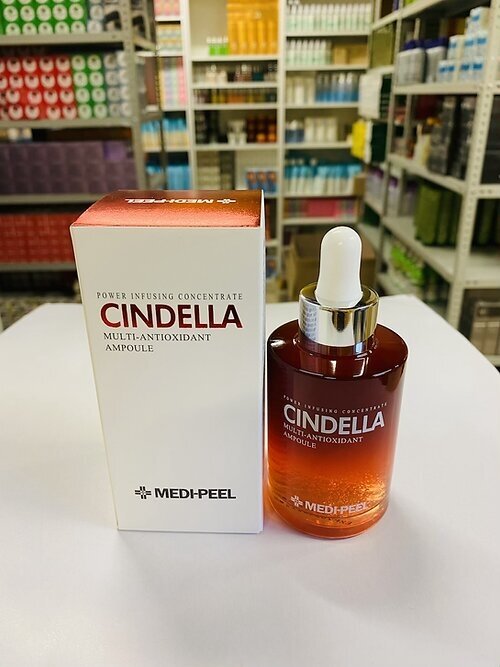 MEDI-PEEL
POWER INFUSING CONCENTRATE
CINDELLA
MULTI-ANTIOXIDANT
AMPOULE
MEDI-PEEL
POWER INFUSING CONCENTRATE
CINDELLA
MULTI-ANTIOXIDANT
AMPOULE
MEDI-PEEL